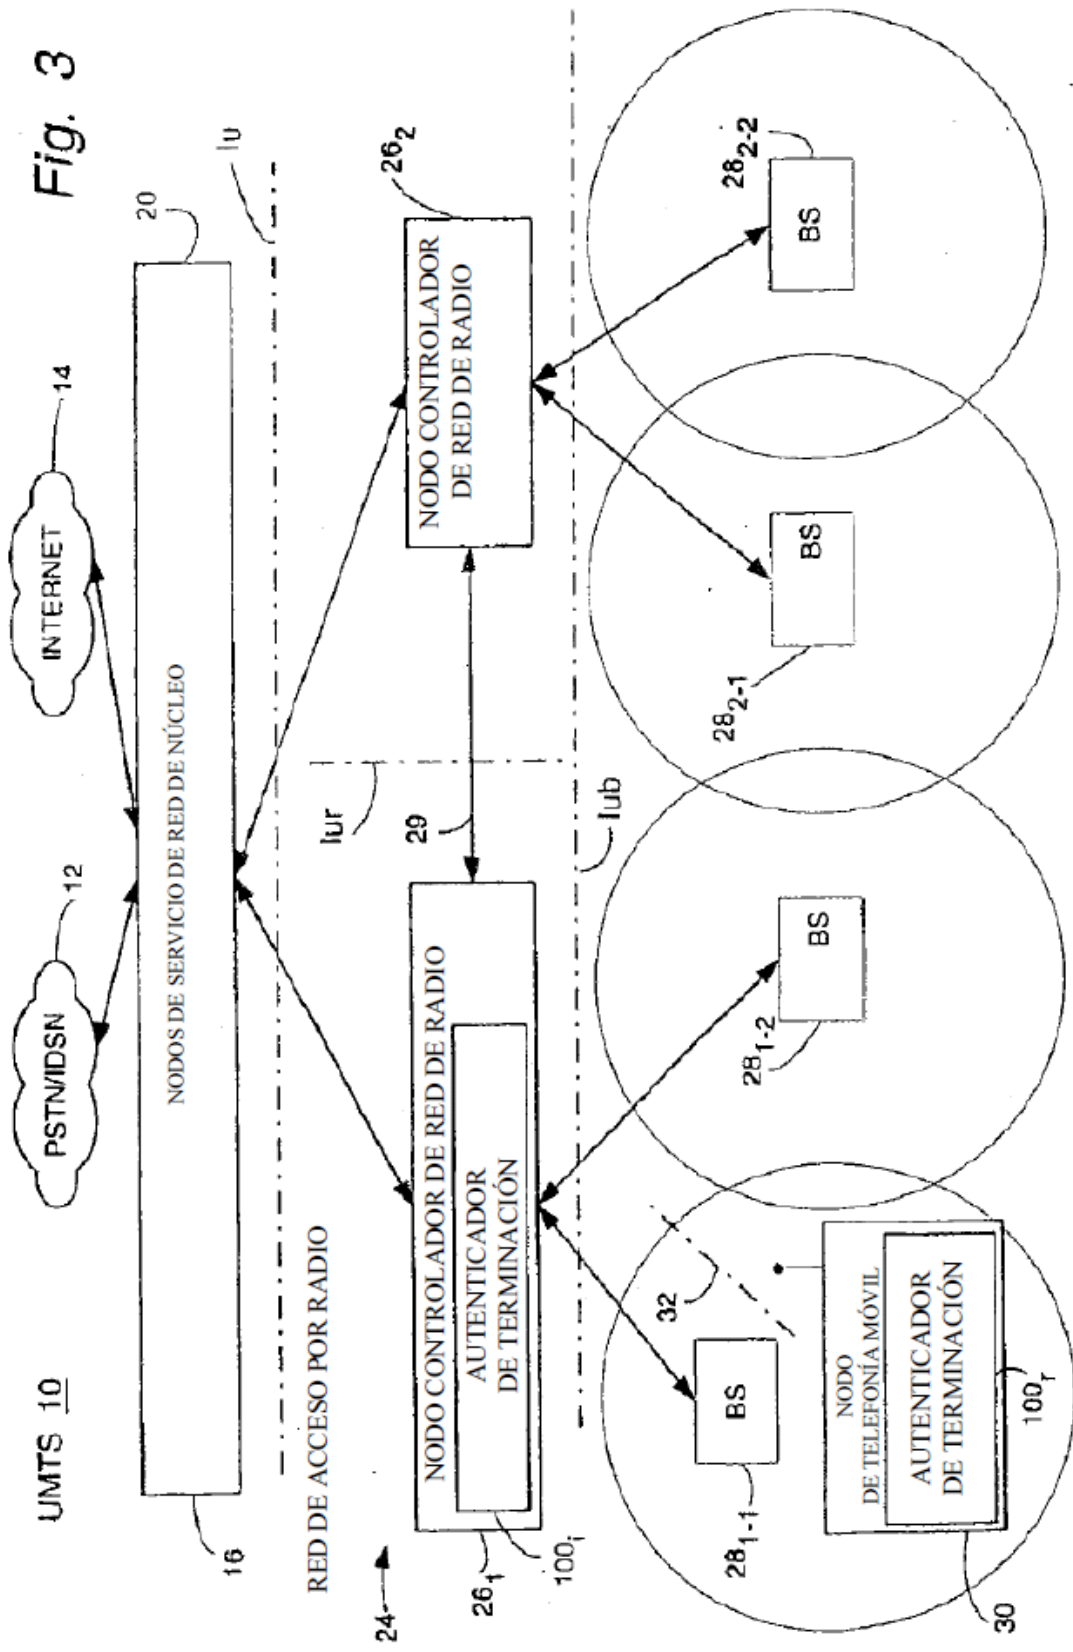 Fig. 3
UMTS 10
PSTN/IDSN
12
INTERNET
14
16
20
NODOS DE SERVICIO DE RED DE NÚCLEO
Iu
RED DE ACCESO POR RADIO
24
Iur
26₁
NODO CONTROLADOR DE RED DE RADIO
AUTENTICADOR
DE TERMINACIÓN
100ᵢ
29
26₂
NODO CONTROLADOR
DE RED DE RADIO
Iub
28₁₋₁
BS
32
28₁₋₂
BS
28₂₋₁
BS
28₂₋₂
BS
30
NODO
DE TELEFONÍA MÓVIL
AUTENTICADOR
DE TERMINACIÓN
100ᵣ